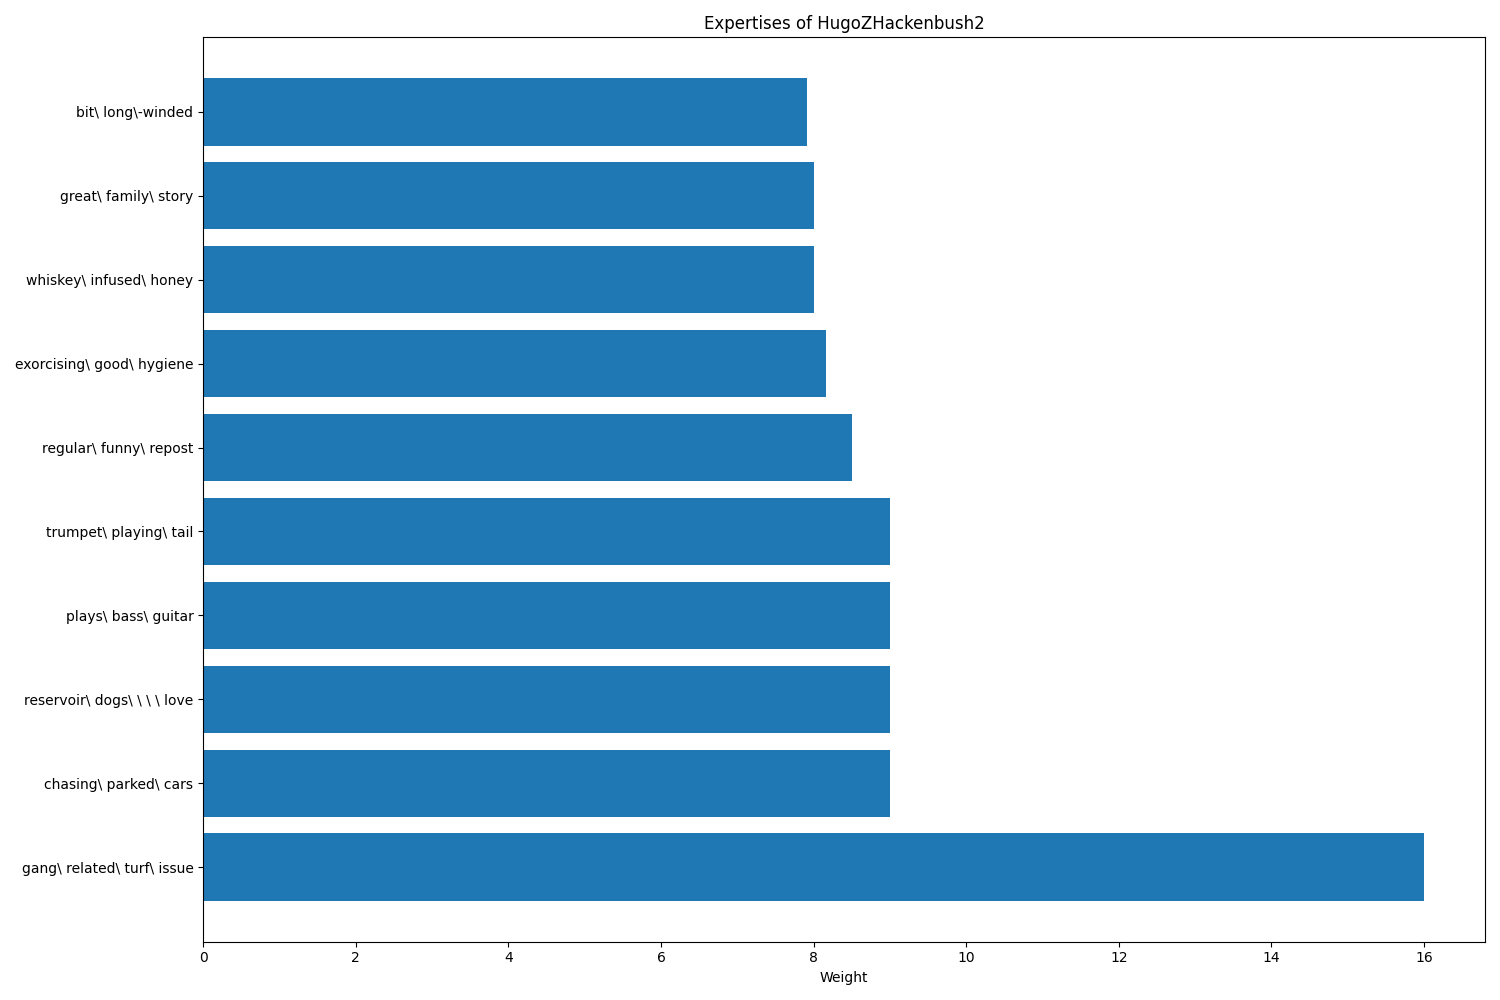 Expertises of HugoZHackenbush2
bit\ long\-winded
great\ family\ story
whiskey\ infused\ honey
exorcising\ good\ hygiene
regular\ funny\ repost
trumpet\ playing\ tail
plays\ bass\ guitar
reservoir\ dogs\ \ \ \ love
chasing\ parked\ cars
gang\ related\ turf\ issue
0 2 4 6 8 10 12 14 16
Weight